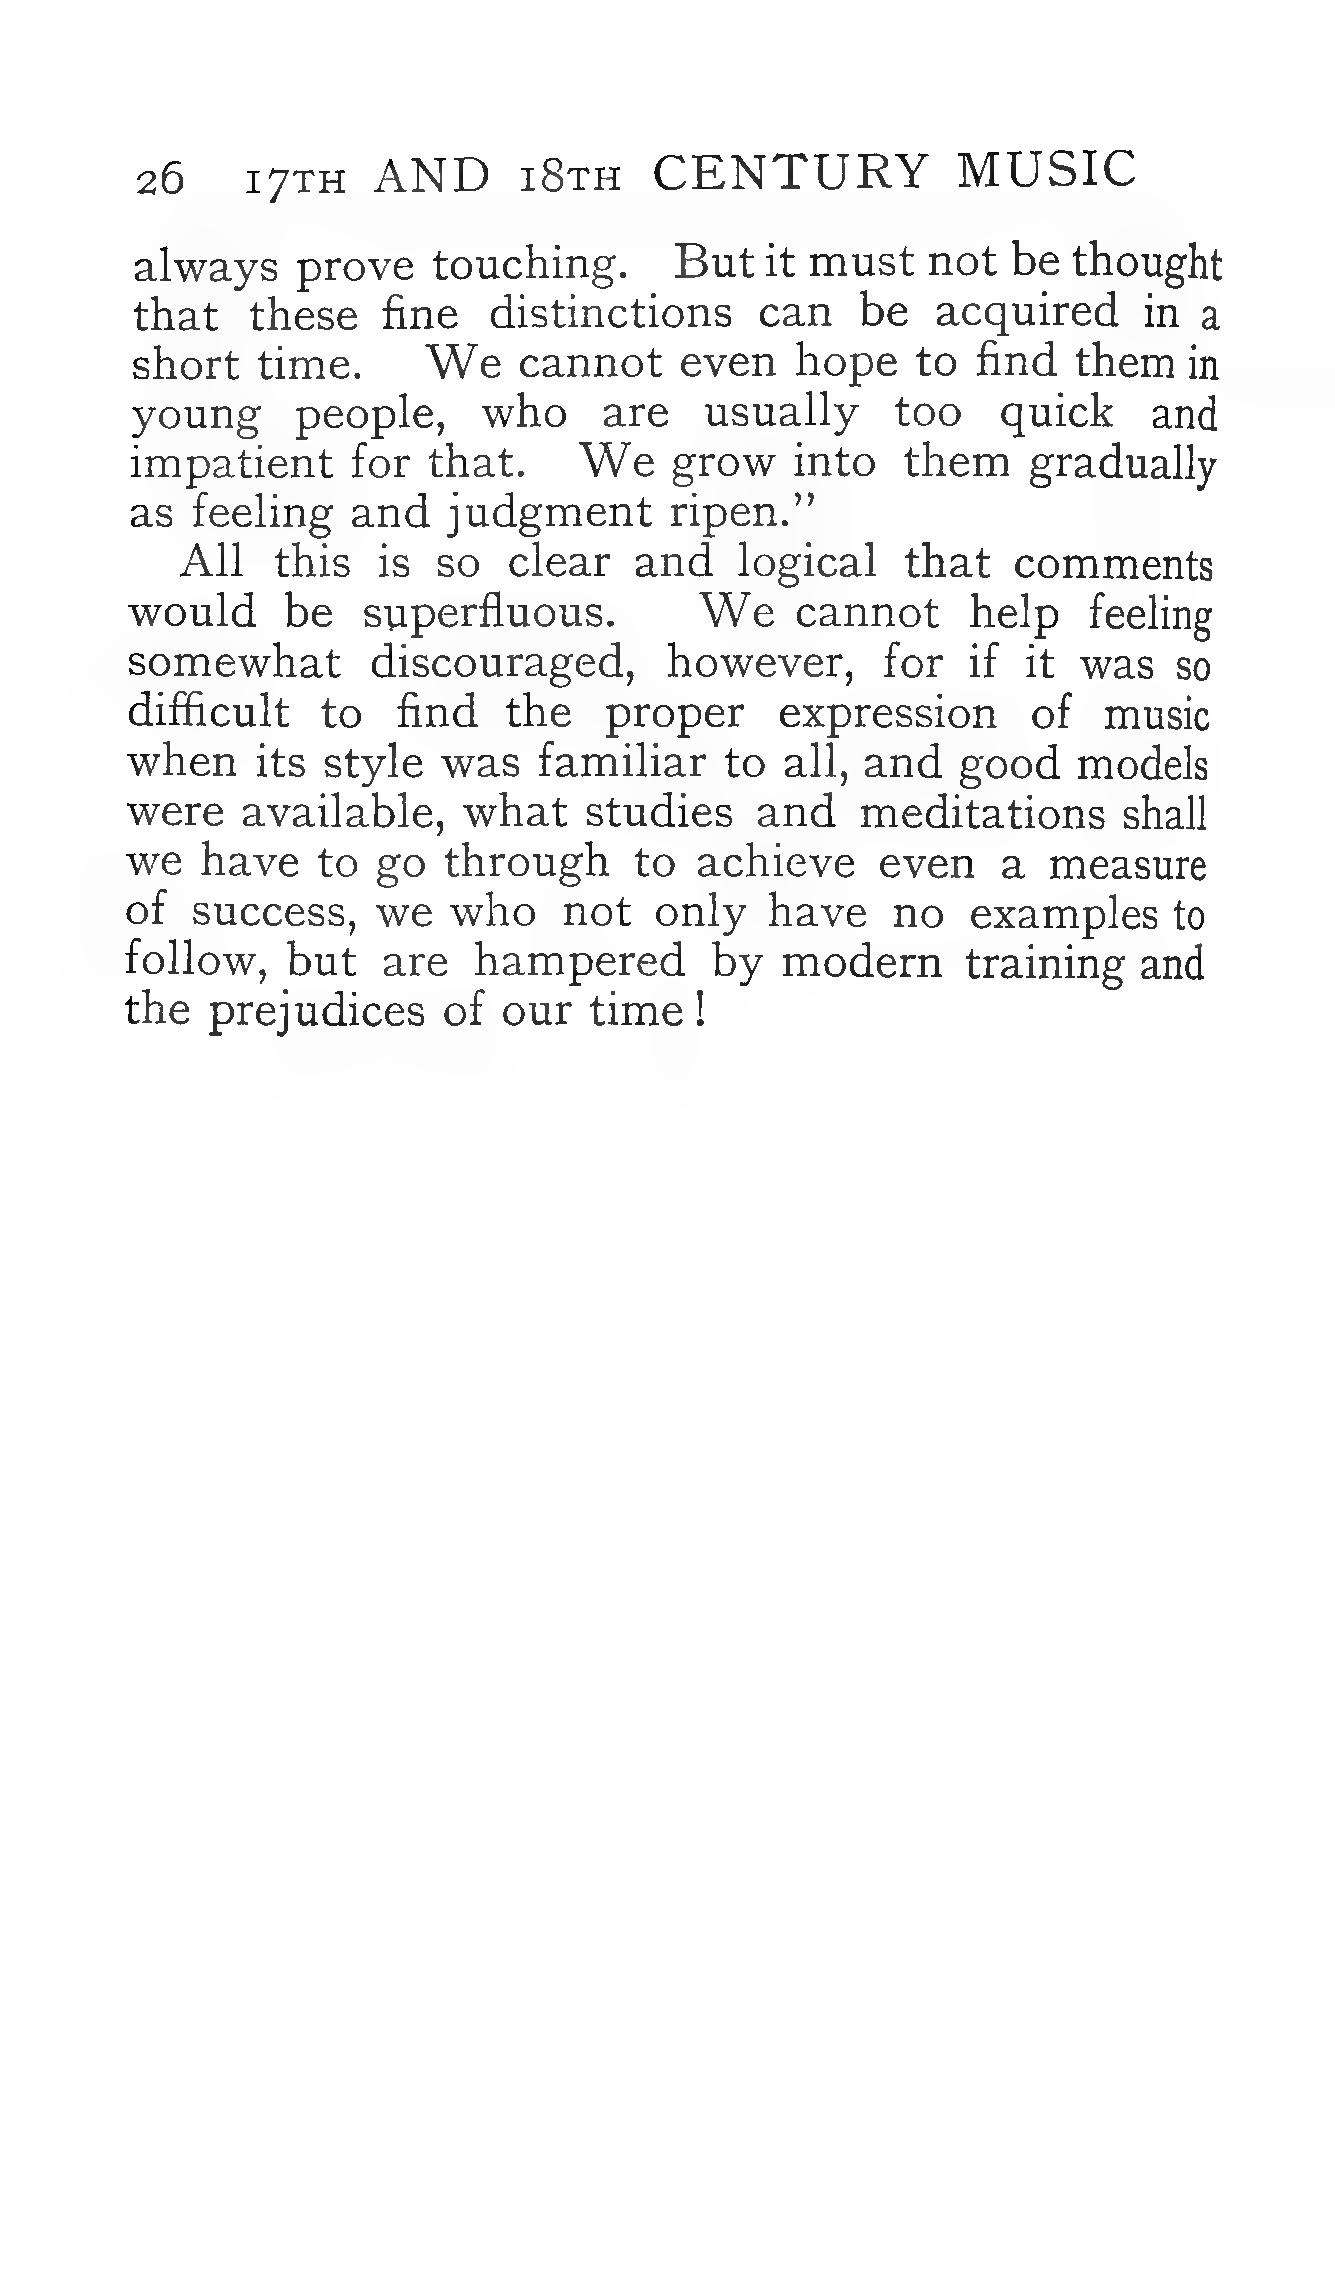 26 17TH AND 18TH CENTURY MUSIC
always prove touching. But it must not be thought
that these fine distinctions can be acquired in a
short time. We cannot even hope to find them in
young people, who are usually too quick and
impatient for that. We grow into them gradually
as feeling and judgment ripen.”
All this is so clear and logical that comments
would be superfluous. We cannot help feeling
somewhat discouraged, however, for if it was so
difficult to find the proper expression of music
when its style was familiar to all, and good models
were available, what studies and meditations shall
we have to go through to achieve even a measure
of success, we who not only have no examples to
follow, but are hampered by modern training and
the prejudices of our time !